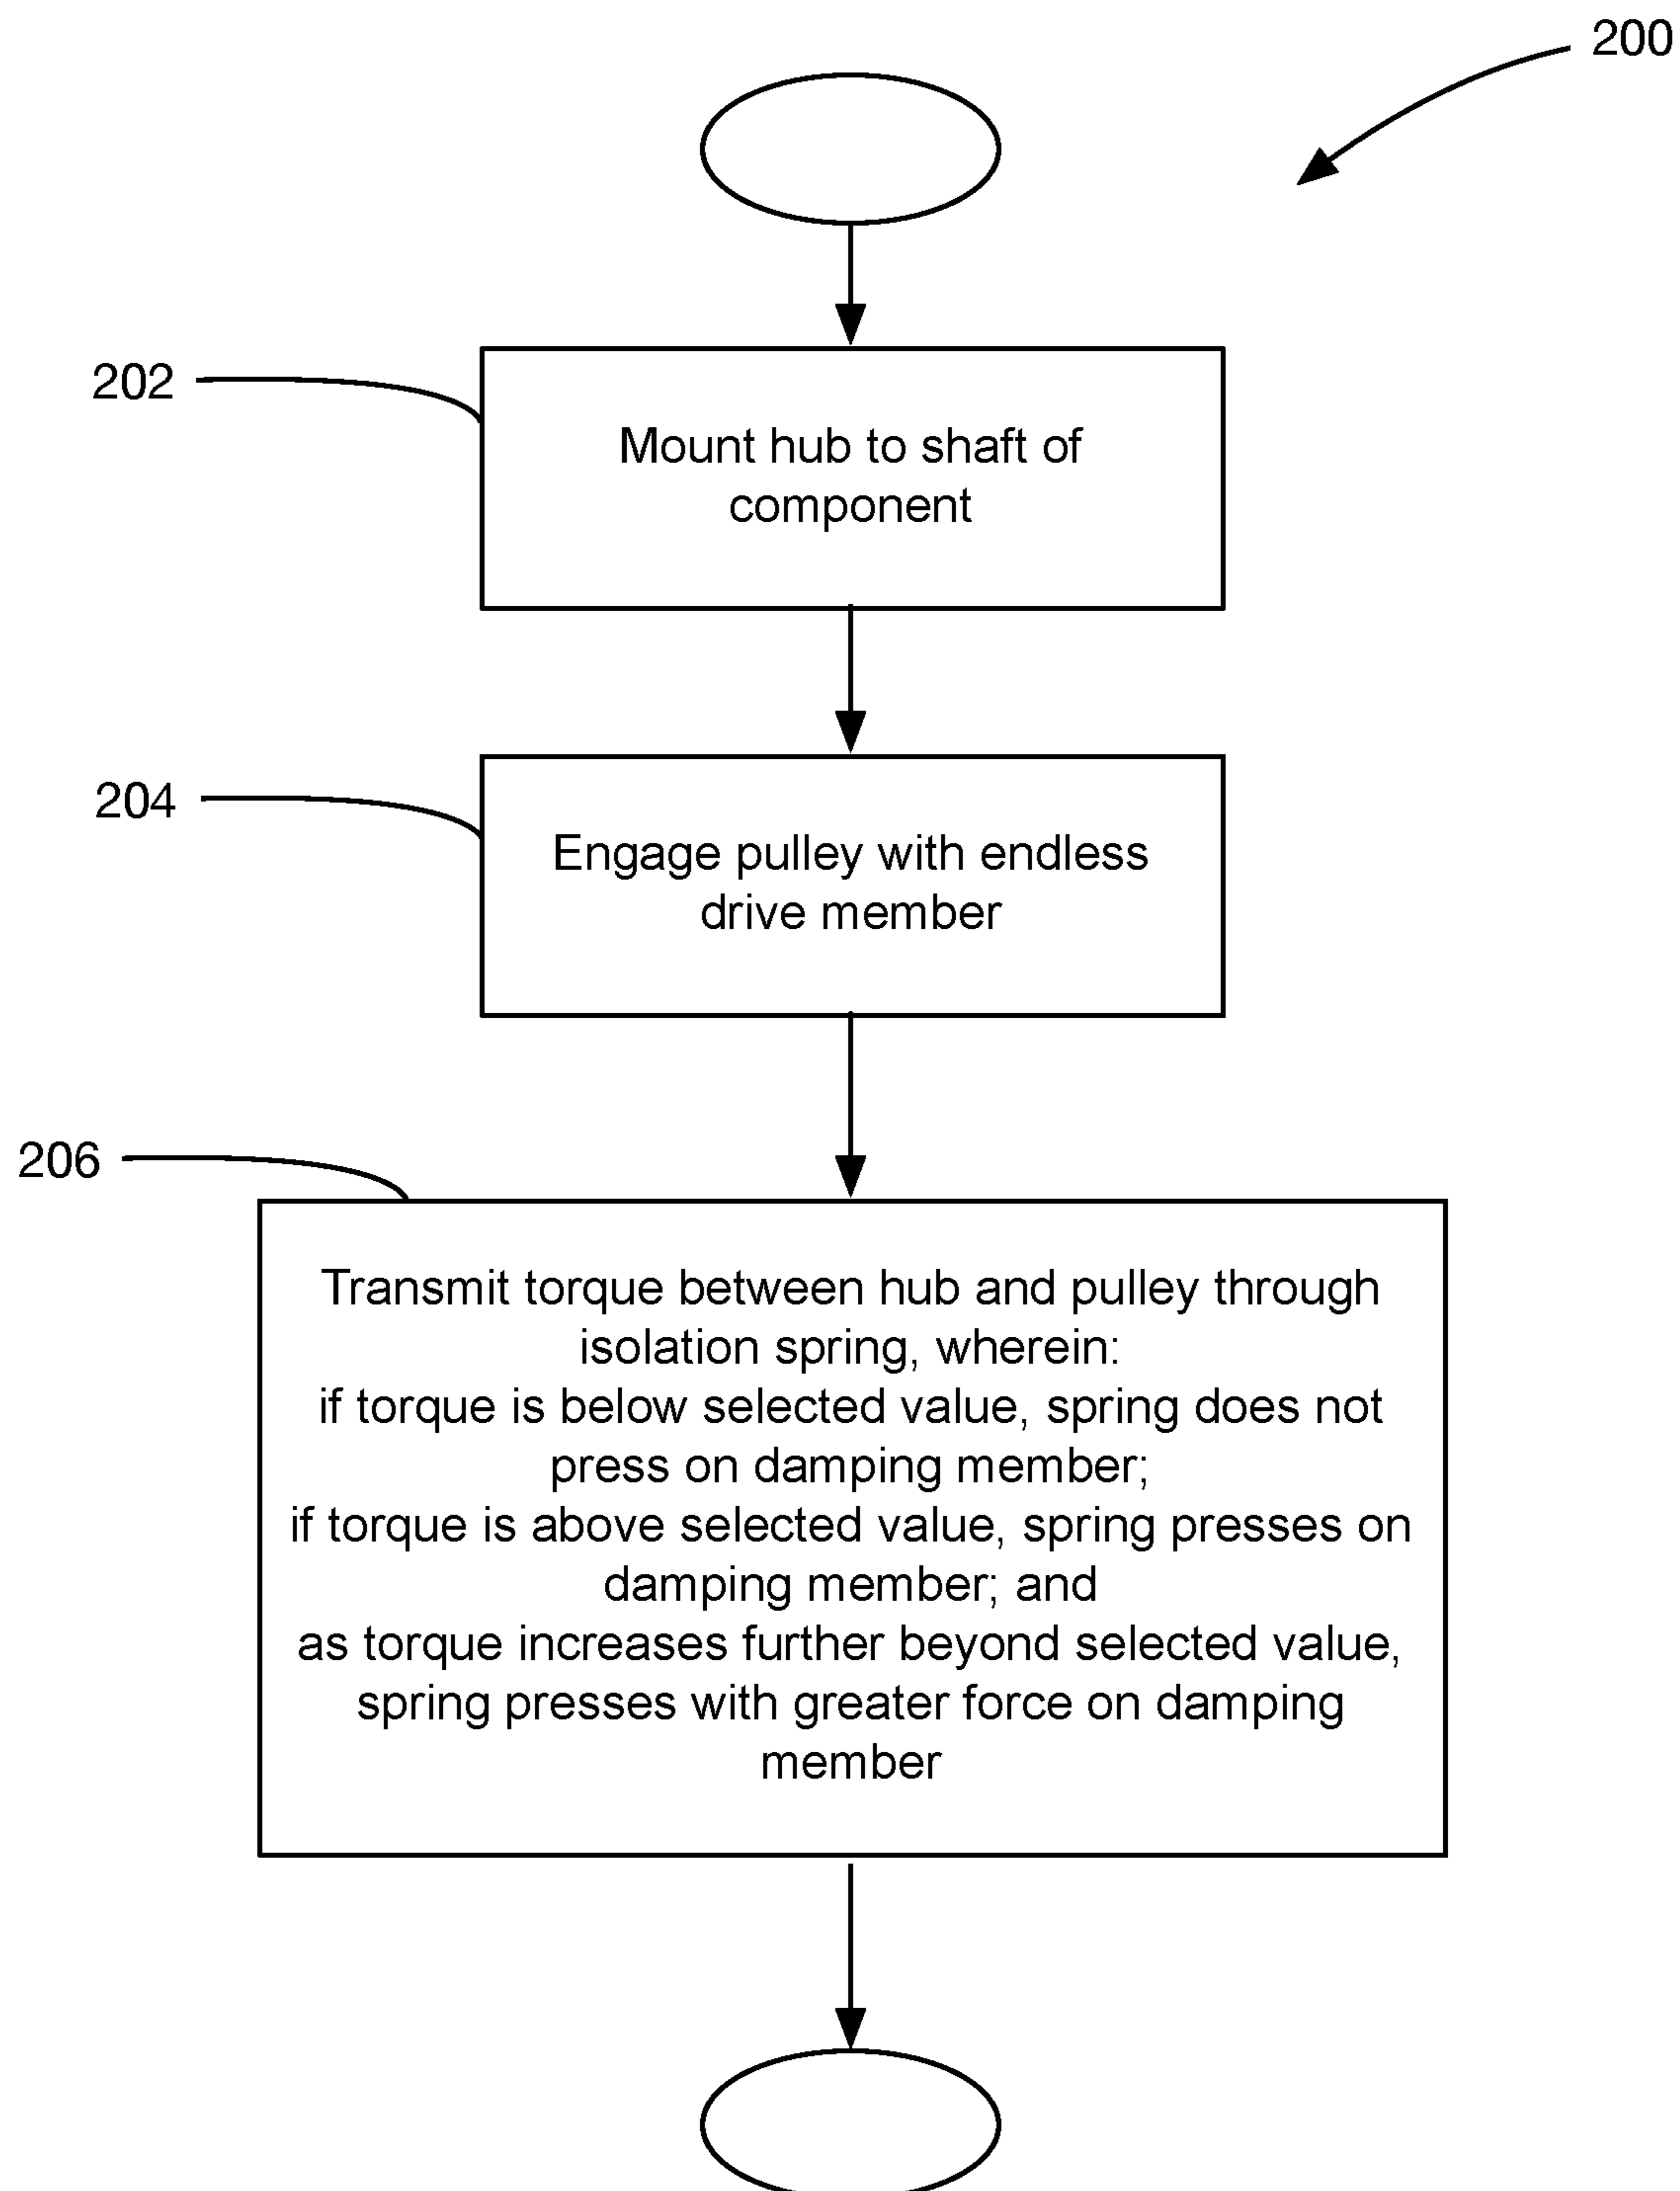 200
202
Mount hub to shaft of
component
204
Engage pulley with endless
drive member
206
Transmit torque between hub and pulley through
isolation spring, wherein:
if torque is below selected value, spring does not
press on damping member;
if torque is above selected value, spring presses on
damping member; and
as torque increases further beyond selected value,
spring presses with greater force on damping
member